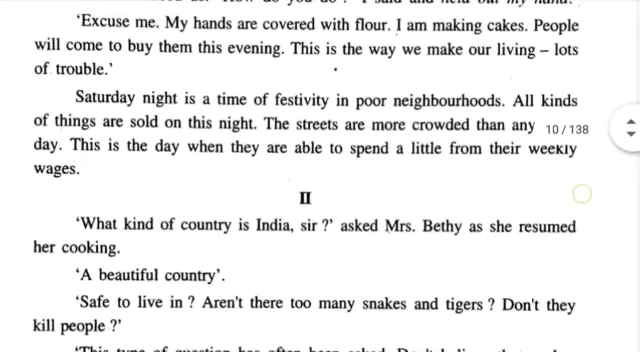 'Excuse me. My hands are covered with flour. I am making cakes. People
will come to buy them this evening. This is the way we make our living – lots
of trouble.'
Saturday night is a time of festivity in poor neighbourhoods. All kinds
of things are sold on this night. The streets are more crowded than any
10 / 138
day. This is the day when they are able to spend a little from their weekly
wages.
II
'What kind of country is India, sir ?' asked Mrs. Bethy as she resumed
her cooking.
'A beautiful country'.
'Safe to live in ? Aren't there too many snakes and tigers ? Don't they
kill people ?'